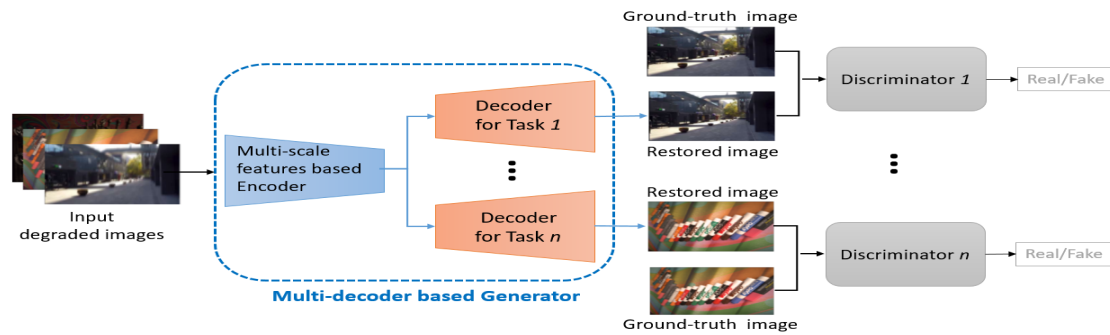 Ground-truth image
Discriminator 1
Real/Fake
Restored image
Decoder
for Task 1
Multi-scale
features based
Encoder
Input
degraded images
Decoder
for Task n
Restored image
Discriminator n
Real/Fake
Ground-truth image
Multi-decoder based Generator